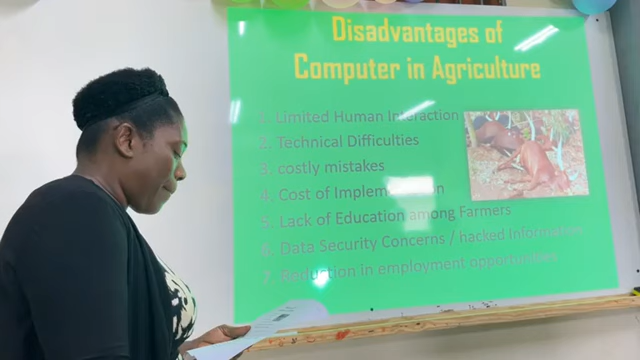 Disadvantages of
Computer in Agriculture
1. Limited Human Interaction
2. Technical Difficulties
3. costly mistakes
4. Cost of Implementation
5. Lack of Education among Farmers
6. Data Security Concerns / hacked Information
7. Reduction in employment opportunities